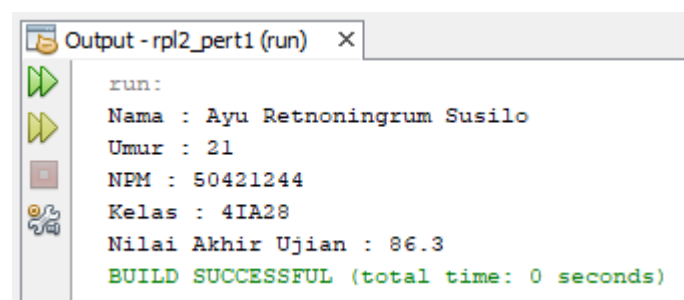 Output - rpl2_pert1 (run)
run:
Nama : Ayu Retnoningrum Susilo
Umur : 21
NPM : 50421244
Kelas : 4IA28
Nilai Akhir Ujian : 86.3
BUILD SUCCESSFUL (total time: 0 seconds)